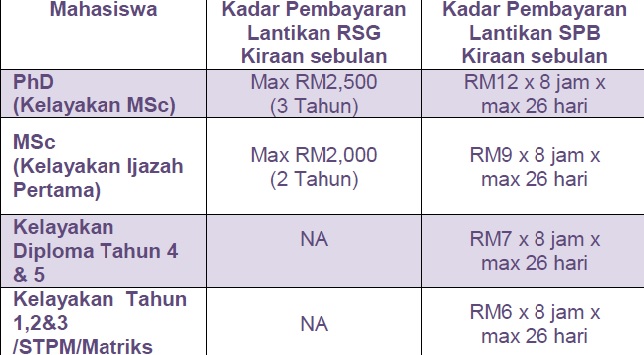 Mahasiswa
Kadar Pembayaran
Lantikan RSG
Kiraan sebulan
Kadar Pembayaran
Lantikan SPB
Kiraan sebulan
PhD
(Kelayakan MSc)
Max RM2,500
(3 Tahun)
RM12 x 8 jam x
max 26 hari
MSc
(Kelayakan Ijazah
Pertama)
Max RM2,000
(2 Tahun)
RM9 x 8 jam x
max 26 hari
Kelayakan
Diploma Tahun 4
& 5
NA
RM7 x 8 jam x
max 26 hari
Kelayakan Tahun
1,2&3
/STPM/Matriks
NA
RM6 x 8 jam x
max 26 hari